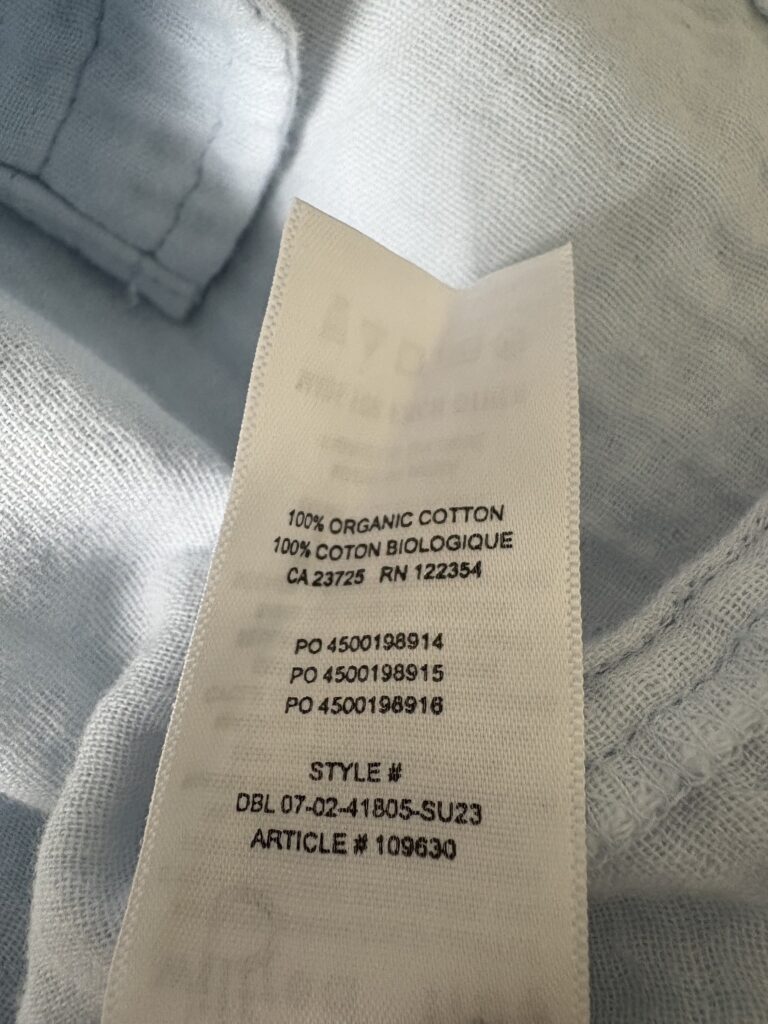 100% ORGANIC COTTON
100% COTON BIOLOGIQUE
CA 23725 RN 122354
PO 4500198914
PO 4500198915
PO 4500198916
STYLE #
DBL 07-02-41805-SU23
ARTICLE # 109630